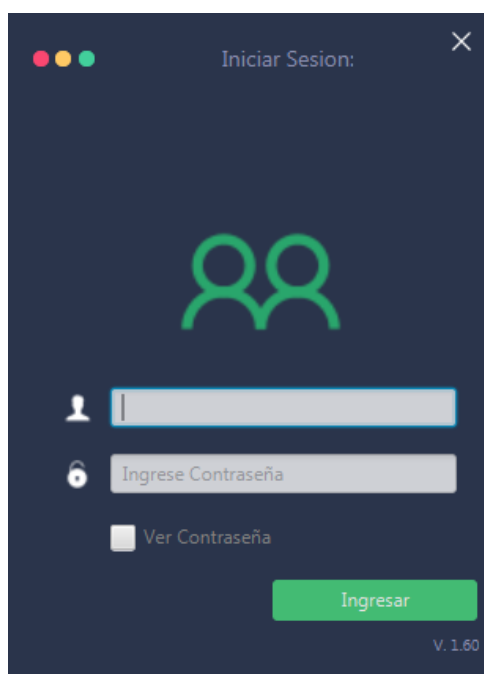 Iniciar Sesion:
Ingrese Contraseña
Ver Contraseña
Ingresar
V. 1.60